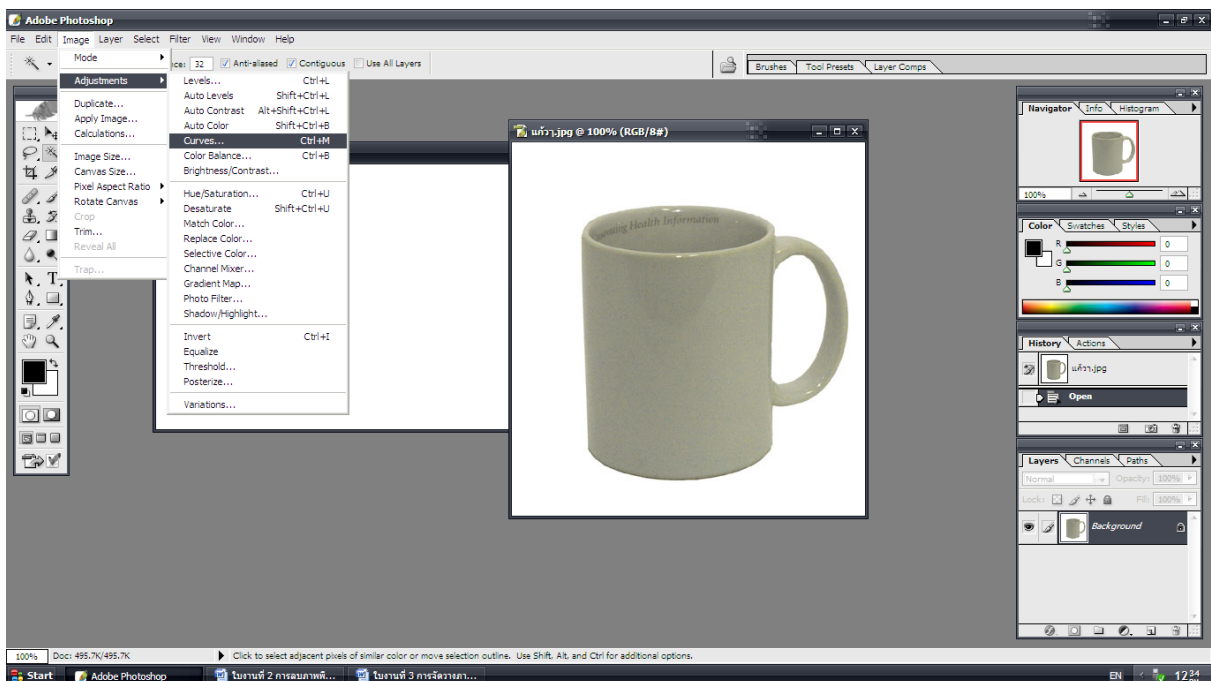 Adobe Photoshop
File Edit Image Layer Select Filter View Window Help
32 Anti-aliased Contiguous Use All Layers
Brushes Tool Presets Layer Comps
Mode
Adjustments
Duplicate...
Apply Image...
Calculations...
Image Size...
Canvas Size...
Pixel Aspect Ratio
Rotate Canvas
Crop
Trim...
Reveal All
Trap...
Levels... Ctrl+L
Auto Levels Shift+Ctrl+L
Auto Contrast Alt+Shift+Ctrl+L
Auto Color Shift+Ctrl+B
Curves... Ctrl+M
Color Balance... Ctrl+B
Brightness/Contrast...
Hue/Saturation... Ctrl+U
Desaturate Shift+Ctrl+U
Match Color...
Replace Color...
Selective Color...
Channel Mixer...
Gradient Map...
Photo Filter...
Shadow/Highlight...
Invert Ctrl+I
Equalize
Threshold...
Posterize...
Variations...
แก้วา.jpg @ 100% (RGB/8#)
Health Information
Navigator Info Histogram
100%
Color Swatches Styles
R 0
G 0
B 0
History Actions
แก้วา.jpg
Open
Layers Channels Paths
Normal Opacity: 100%
Lock: Fill: 100%
Background
100% Doc: 495.7K/495.7K Click to select adjacent pixels of similar color or move selection outline. Use Shift, Alt, and Ctrl for additional options.
Start Adobe Photoshop ใบงานที่ 2 การลบภาพพื... ใบงานที่ 3 การจัดวางภา... EN 12:34